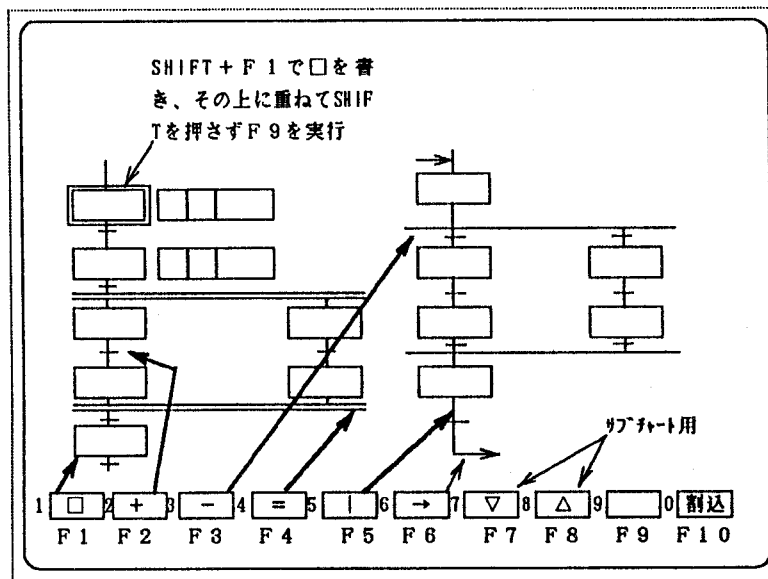 SHIFT+F1で□を書
き、その上に重ねてSHIF
Tを押さずF9を実行
サブチャート用
1 □ 2 + 3 − 4 = 5 | 6 → 7 ▽ 8 △ 9 0 割込
F1 F2 F3 F4 F5 F6 F7 F8 F9 F10